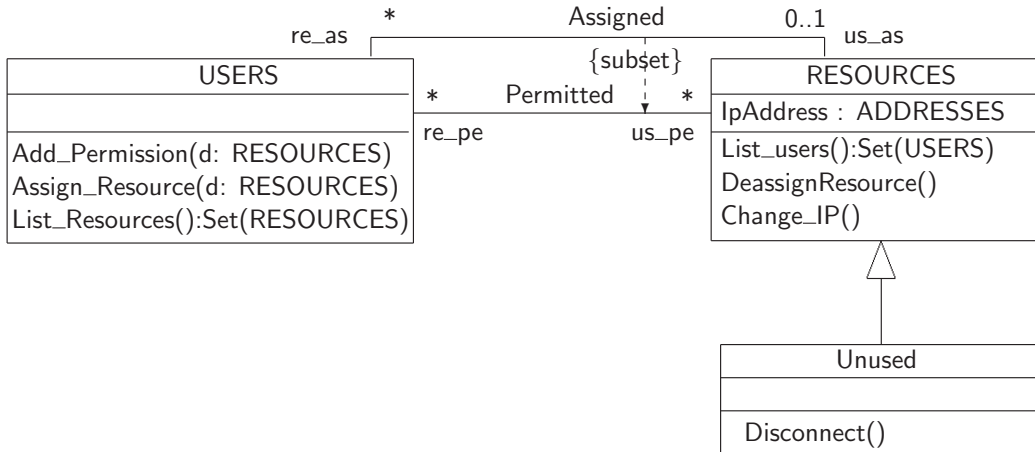 * Assigned 0..1
re_as us_as
{subset}
USERS
Add_Permission(d: RESOURCES)
Assign_Resource(d: RESOURCES)
List_Resources():Set(RESOURCES)
* Permitted *
re_pe us_pe
RESOURCES
IpAddress : ADDRESSES
List_users():Set(USERS)
DeassignResource()
Change_IP()
Unused
Disconnect()